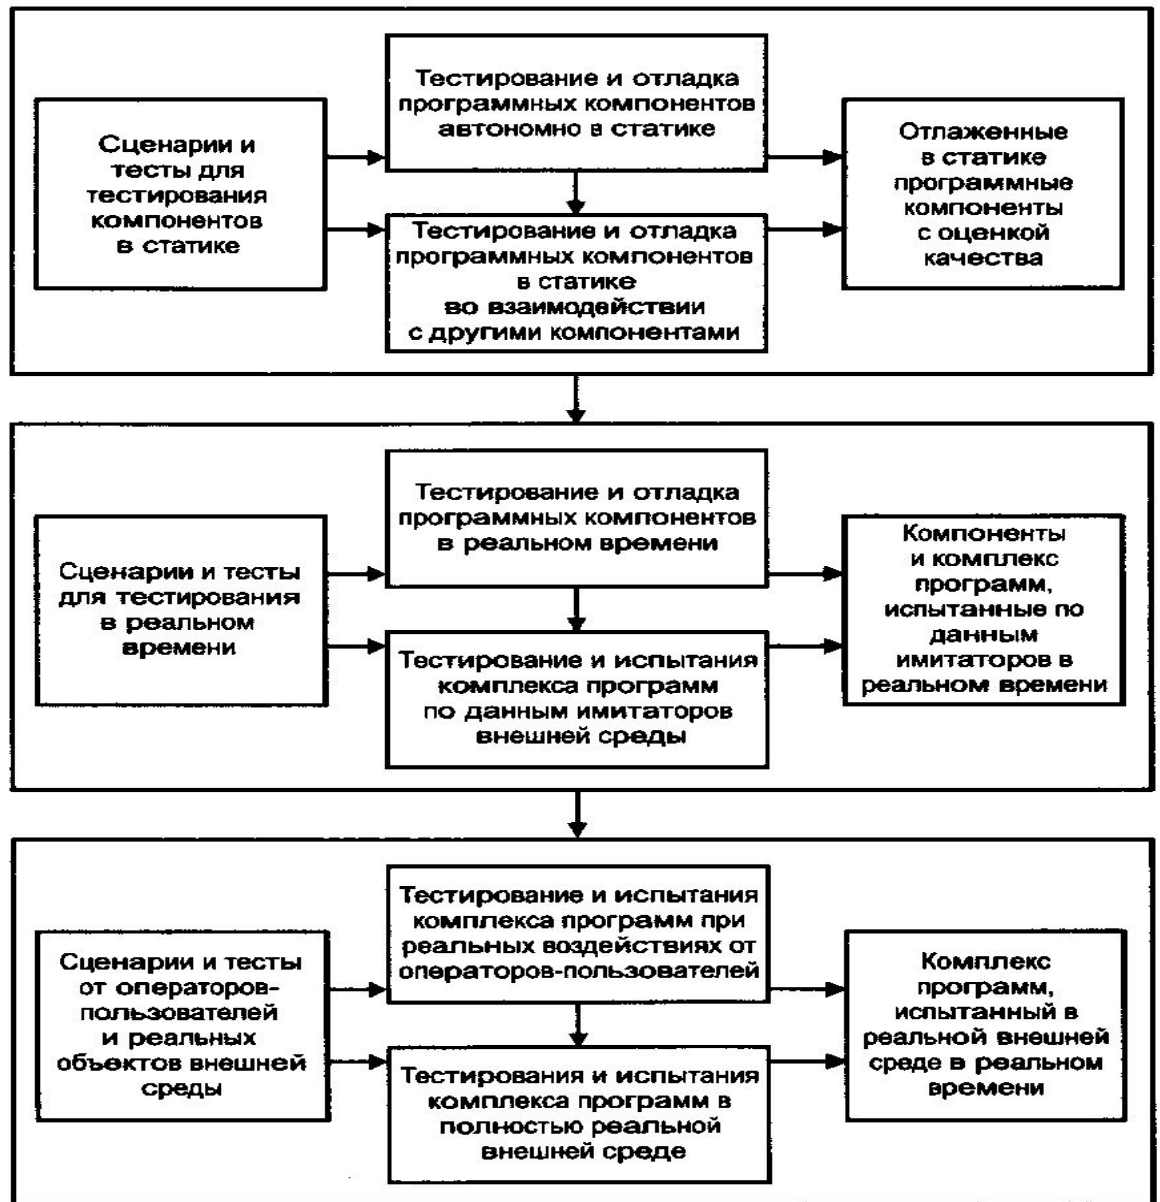 Тестирование и отладка
программных компонентов
автономно в статике
Сценарии и
тесты для
тестирования
компонентов
в статике
Отлаженные
в статике
программные
компоненты
с оценкой
качества
Тестирование и отладка
программных компонентов
в статике
во взаимодействии
с другими компонентами
Тестирование и отладка
программных компонентов
в реальном времени
Сценарии и тесты
для тестирования
в реальном
времени
Компоненты
и комплекс
программ,
испытанные по
данным
имитаторов в
реальном времени
Тестирование и испытания
комплекса программ
по данным имитаторов
внешней среды
Тестирование и испытания
комплекса программ при
реальных воздействиях от
операторов-пользователей
Сценарии и тесты
от операторов-
пользователей
и реальных
объектов внешней
среды
Комплекс
программ,
испытанный в
реальной внешней
среде в реальном
времени
Тестирования и испытания
комплекса программ в
полностью реальной
внешней среде